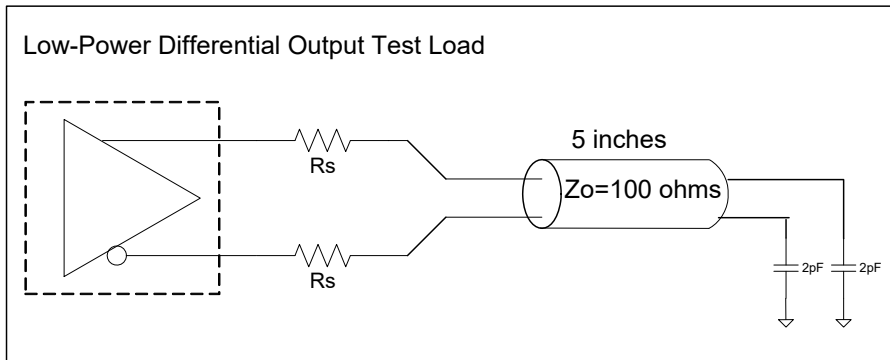 Low-Power Differential Output Test Load
Rs
5 inches
Zo=100 ohms
Rs
2pF
2pF